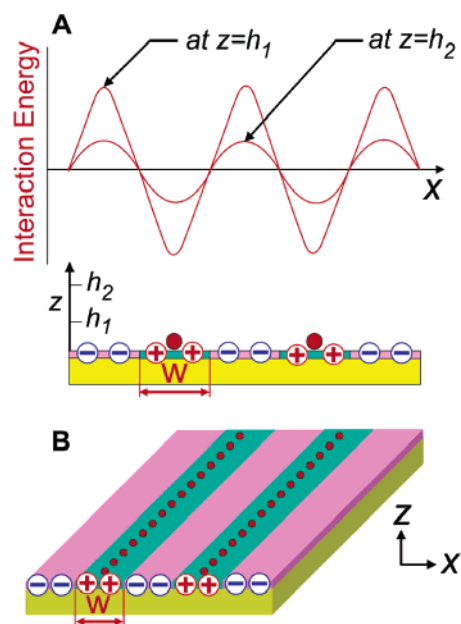 A
at z=h1
at z=h2
Interaction Energy
X
z
h2
h1
− − + + − − + + − −
W
B
Z
X
− − + + − − + + − −
W